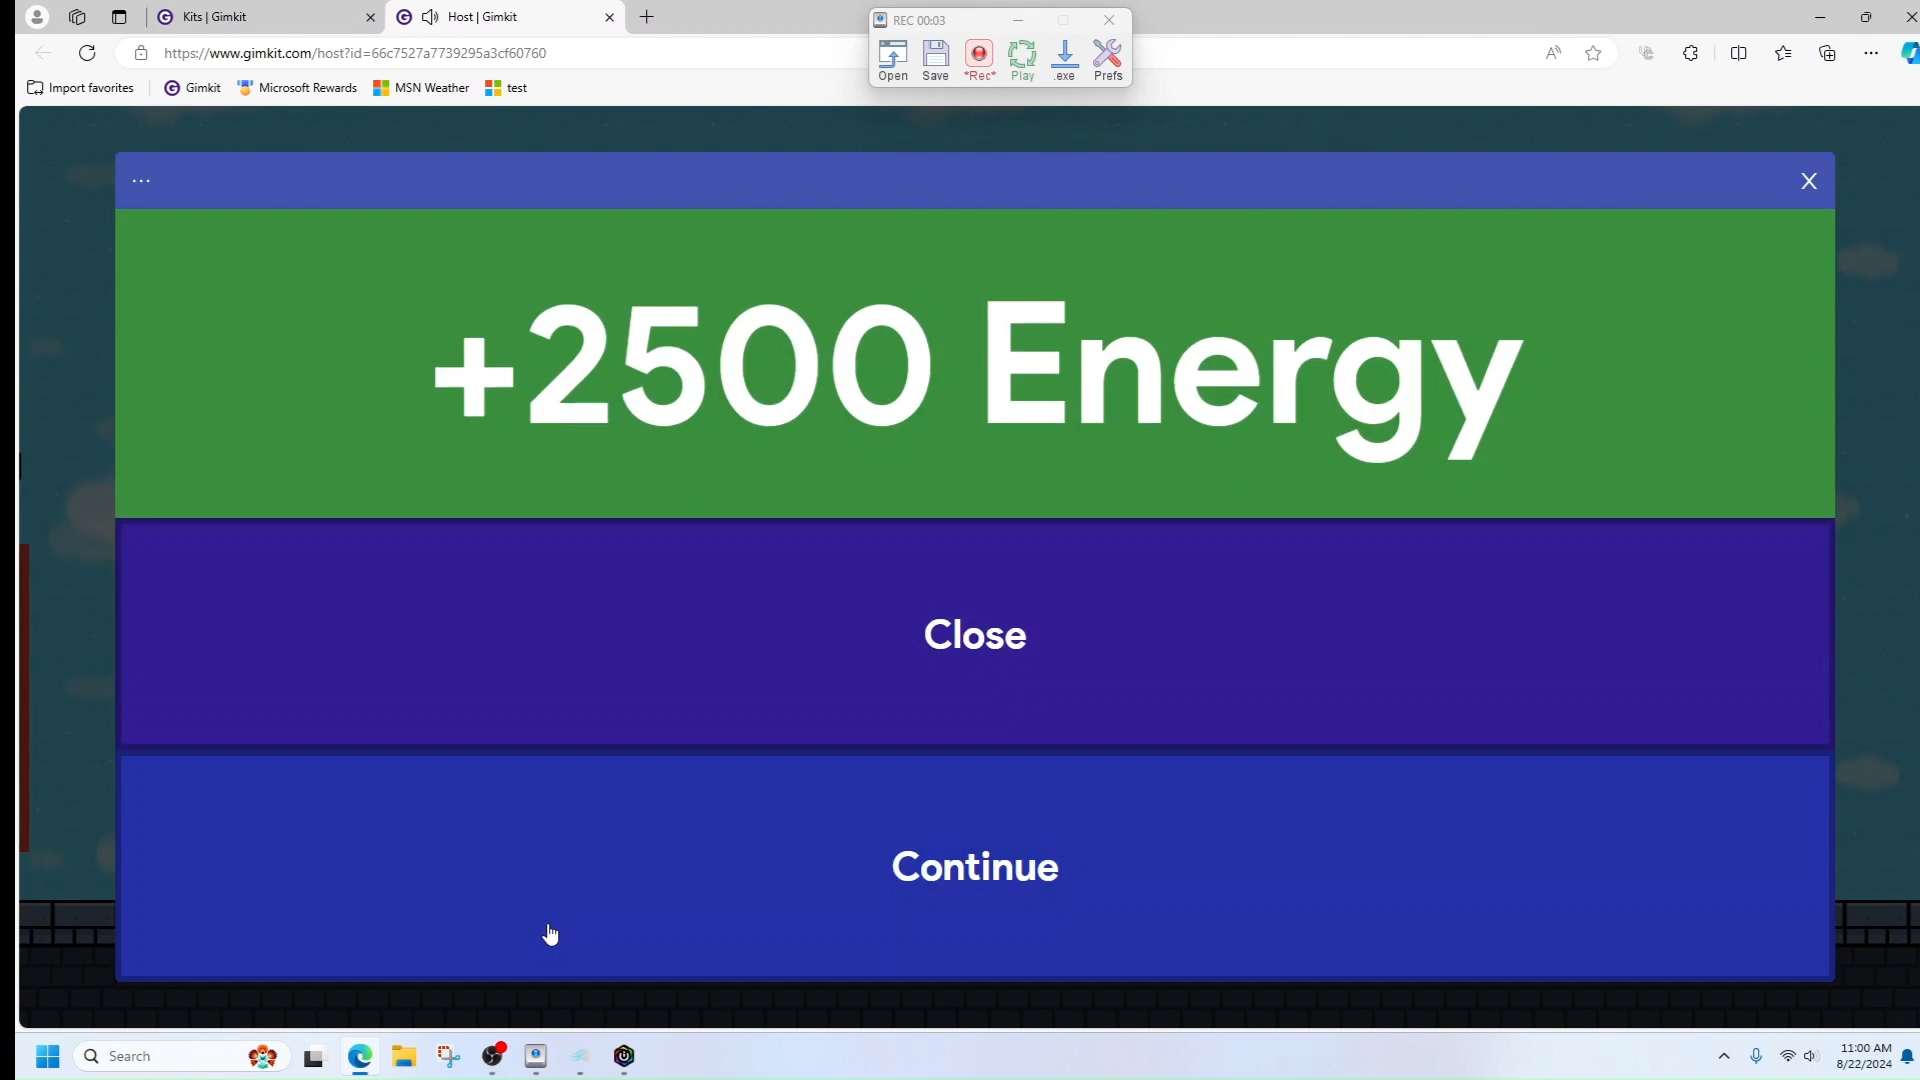 Kits | Gimkit
Host | Gimkit
REC 00:03
https://www.gimkit.com/host?id=66c7527a7739295a3cf60760
Open Save *Rec* Play .exe Prefs
Import favorites Gimkit Microsoft Rewards MSN Weather test
... X
+2500 Energy
Close
Continue
Search
11:00 AM
8/22/2024